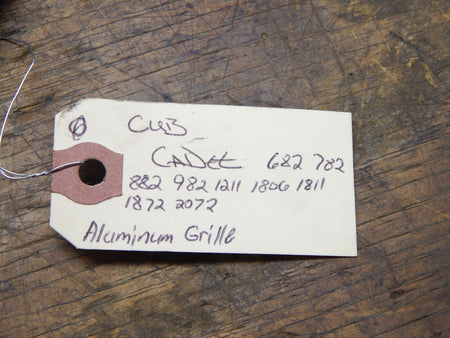 CUB
CADET 682 782
882 982 1211 1806 1811
1872 2072
Aluminum Grille